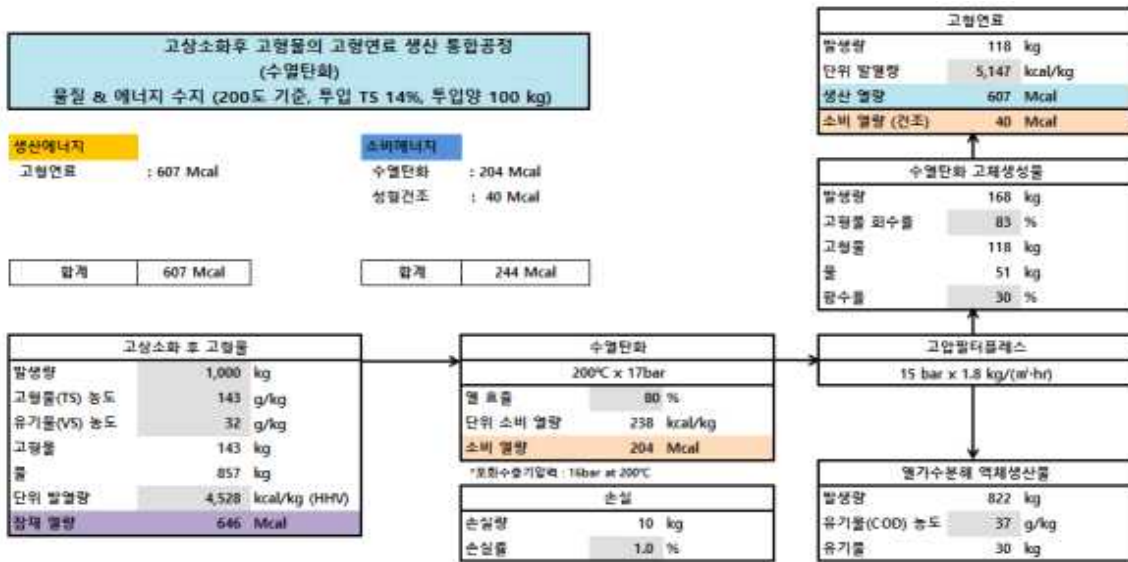 고상소화후 고형물의 고형연료 생산 통합공정
(수열탄화)
물질 & 에너지 수지 (200도 기준, 투입 TS 14%, 투입양 100 kg)
생산에너지
고형연료 : 607 Mcal
합계 607 Mcal
소비에너지
수열탄화 : 204 Mcal
성형건조 : 40 Mcal
합계 244 Mcal
고형연료
발생량 118 kg
단위 발열량 5,147 kcal/kg
생산 열량 607 Mcal
소비 열량 (건조) 40 Mcal
수열탄화 고체생성물
발생량 168 kg
고형물 회수율 83 %
고형물 118 kg
물 51 kg
함수율 30 %
고상소화 후 고형물
발생량 1,000 kg
고형물(TS) 농도 143 g/kg
유기물(VS) 농도 32 g/kg
고형물 143 kg
물 857 kg
단위 발열량 4,528 kcal/kg (HHV)
잠재 열량 646 Mcal
수열탄화
200℃ x 17bar
열 효율 80 %
단위 소비 열량 238 kcal/kg
소비 열량 204 Mcal
*포화수증기압력 : 16bar at 200℃
손실
손실량 10 kg
손실률 1.0 %
고압필터프레스
15 bar x 1.8 kg/(㎡·hr)
열가수분해 액체생산물
발생량 822 kg
유기물(COD) 농도 37 g/kg
유기물 30 kg